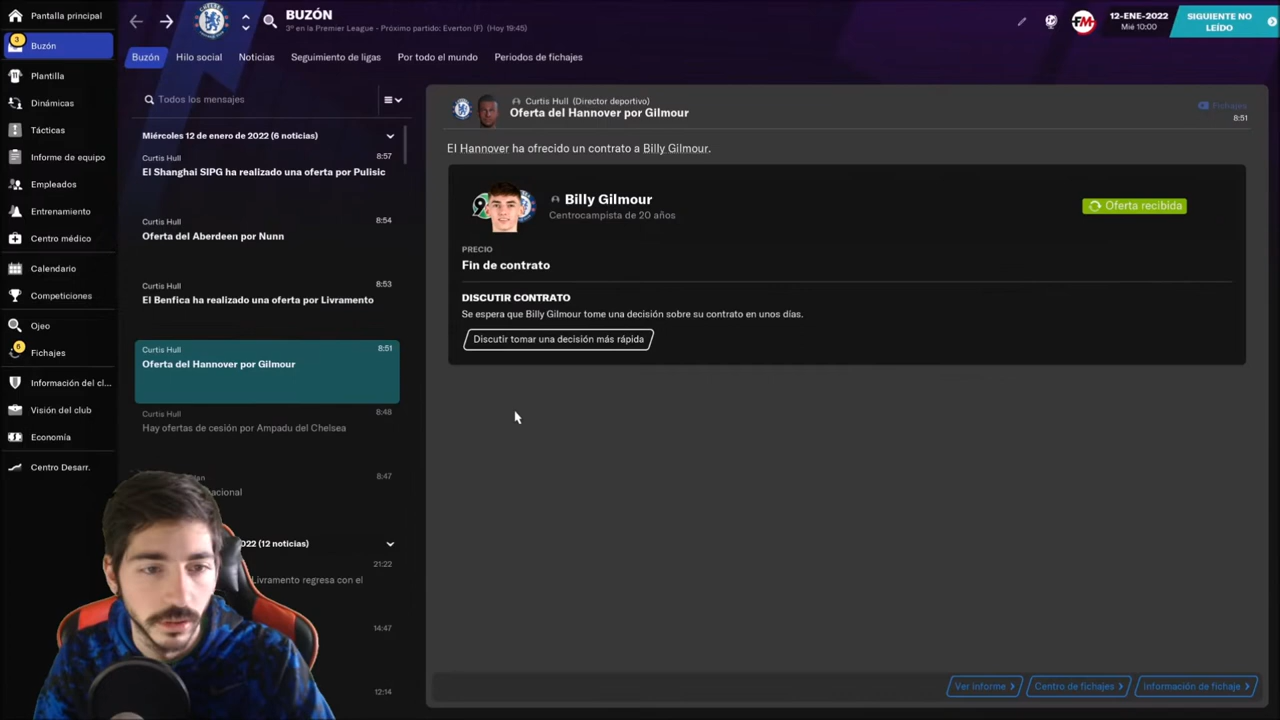 Pantalla principal
3
Buzón
Plantilla
Dinámicas
Tácticas
Informe de equipo
Empleados
Entrenamiento
Centro médico
Calendario
Competiciones
Ojeo
6
Fichajes
Información del cl...
Visión del club
Economía
Centro Desarr.
BUZÓN
3º en la Premier League - Próximo partido: Everton (F) (Hoy 19:45)
FM
12-ENE-2022
Mié 10:00
SIGUIENTE NO LEÍDO
Buzón
Hilo social
Noticias
Seguimiento de ligas
Por todo el mundo
Periodos de fichajes
Todos los mensajes
Miércoles 12 de enero de 2022 (6 noticias)
Curtis Hull
8:57
El Shanghai SIPG ha realizado una oferta por Pulisic
Curtis Hull
8:54
Oferta del Aberdeen por Nunn
Curtis Hull
8:53
El Benfica ha realizado una oferta por Livramento
Curtis Hull
8:51
Oferta del Hannover por Gilmour
Curtis Hull
8:48
Hay ofertas de cesión por Ampadu del Chelsea
8:47
022 (12 noticias)
21:22
Livramento regresa con el
14:47
12:14
Curtis Hull (Director deportivo)
Oferta del Hannover por Gilmour
Fichajes
8:51
El Hannover ha ofrecido un contrato a Billy Gilmour.
Billy Gilmour
Centrocampista de 20 años
Oferta recibida
PRECIO
Fin de contrato
DISCUTIR CONTRATO
Se espera que Billy Gilmour tome una decisión sobre su contrato en unos días.
Discutir tomar una decisión más rápida
Ver informe
Centro de fichajes
Información de fichaje